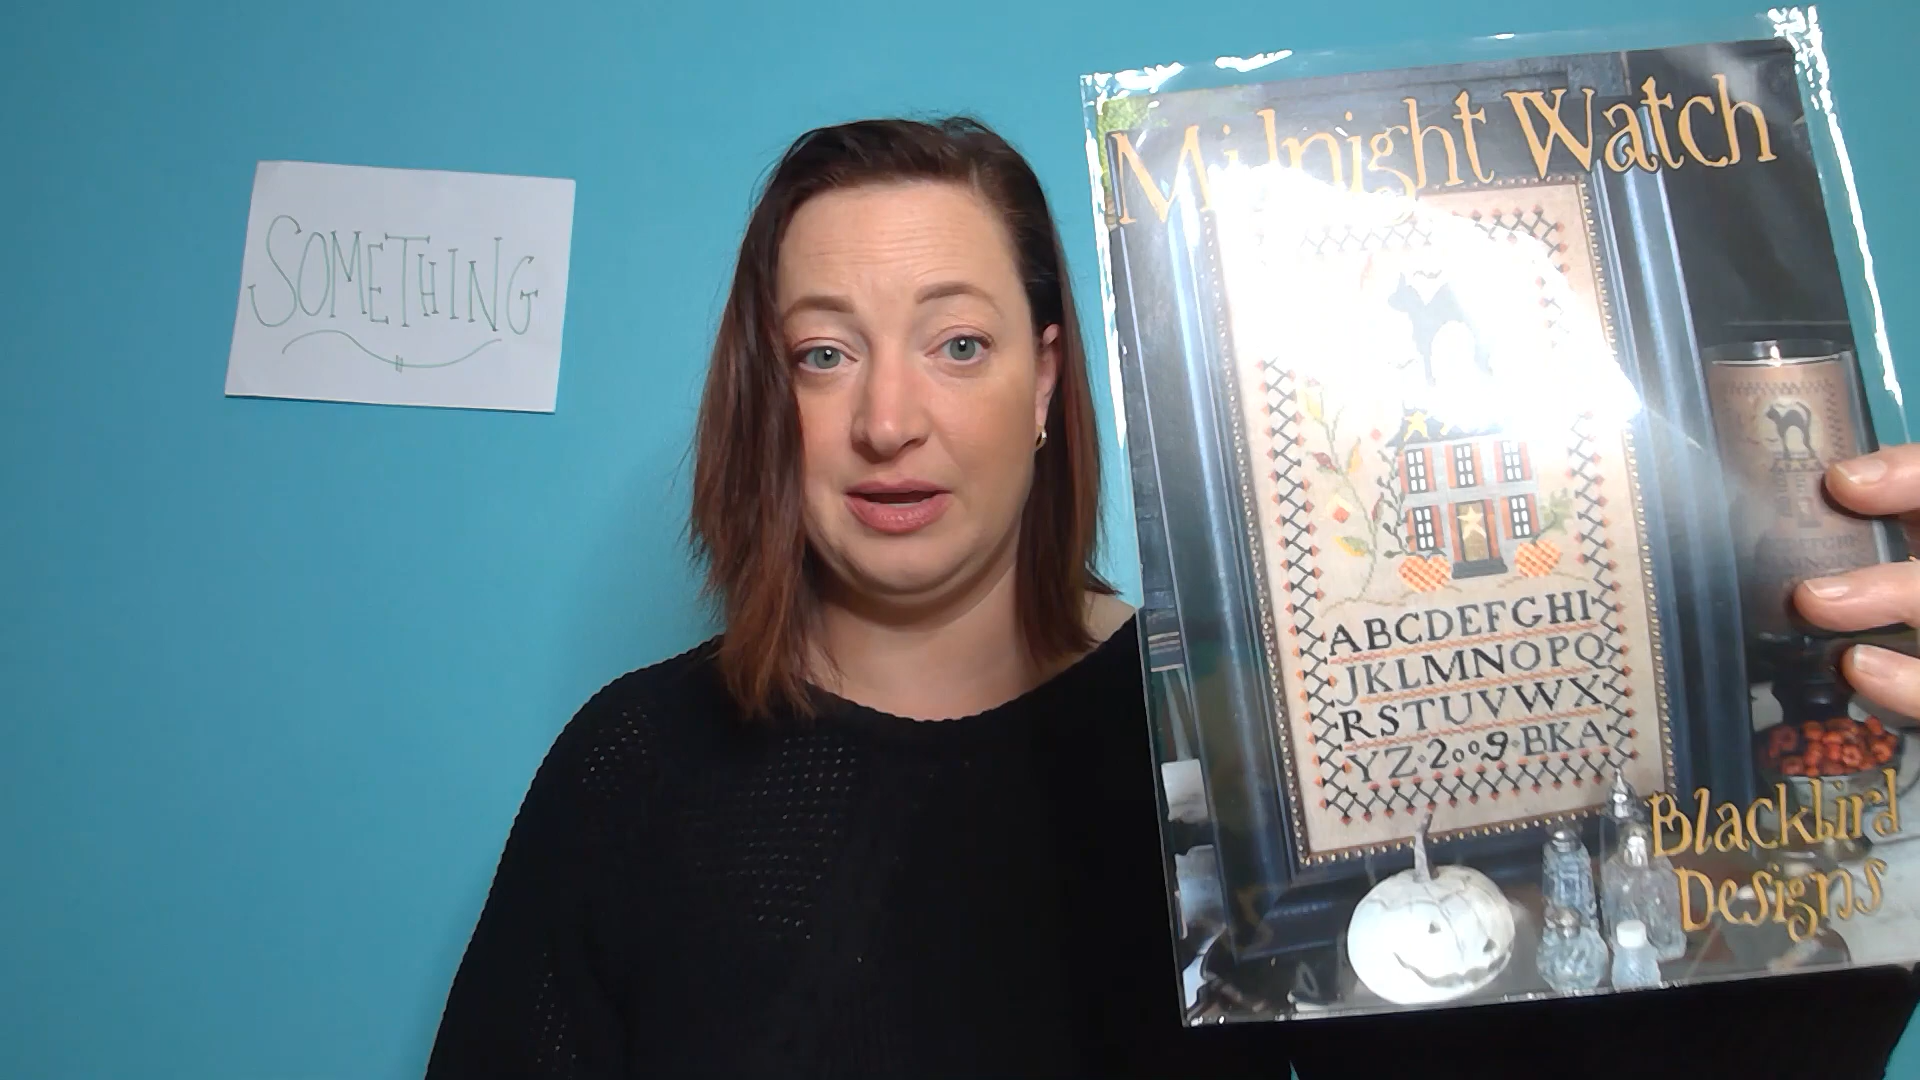 SOMETHING
Midnight Watch
ABCDEFGHI
JKLMNOPQ
RSTUVWX
YZ·2009·BKA
Blackbird
Designs